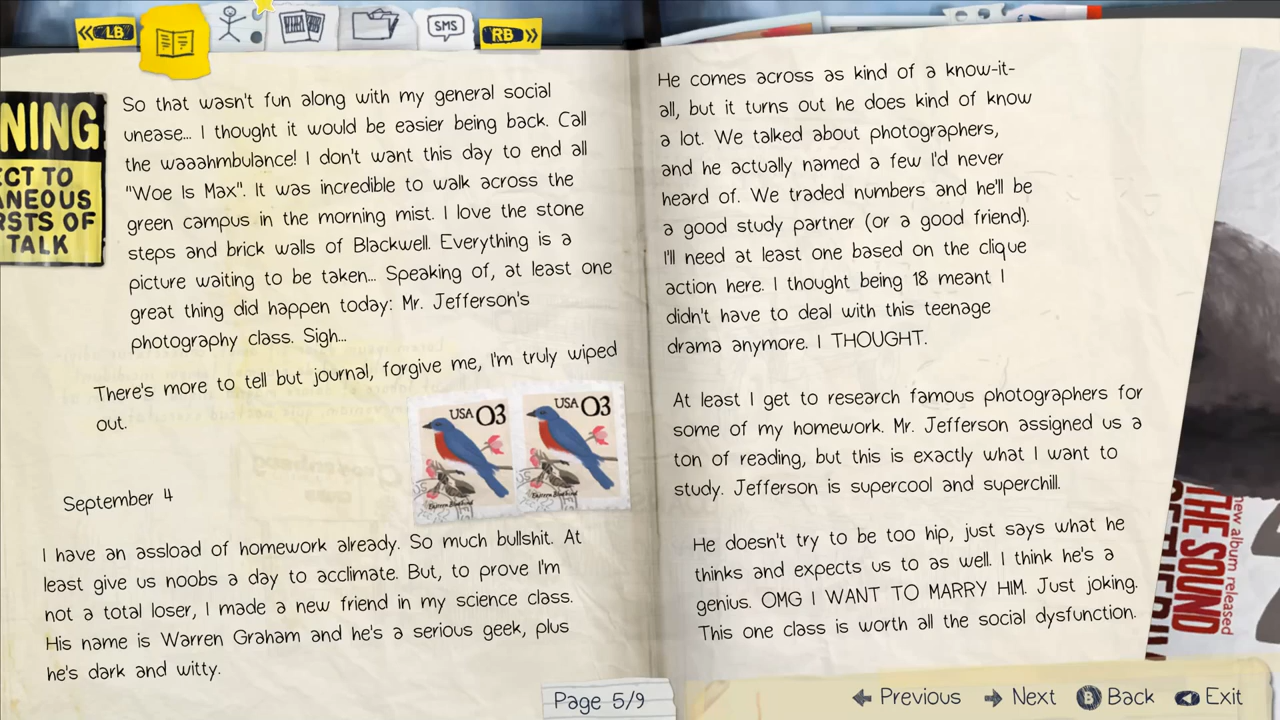 LB
SMS
RB
NING
ECT TO
ANEOUS
RSTS OF
TALK
So that wasn't fun along with my general social
unease... I thought it would be easier being back. Call
the waaahmbulance! I don't want this day to end all
"Woe Is Max". It was incredible to walk across the
green campus in the morning mist. I love the stone
steps and brick walls of Blackwell. Everything is a
picture waiting to be taken... Speaking of, at least one
great thing did happen today: Mr. Jefferson's
photography class. Sigh...
There's more to tell but journal, forgive me, I'm truly wiped
out.
USA 03
USA 03
Eastern Bluebird
Eastern Bluebird
September 4
I have an assload of homework already. So much bullshit. At
least give us noobs a day to acclimate. But, to prove I'm
not a total loser, I made a new friend in my science class.
His name is Warren Graham and he's a serious geek, plus
he's dark and witty.
He comes across as kind of a know-it-
all, but it turns out he does kind of know
a lot. We talked about photographers,
and he actually named a few I'd never
heard of. We traded numbers and he'll be
a good study partner (or a good friend).
I'll need at least one based on the clique
action here. I thought being 18 meant I
didn't have to deal with this teenage
drama anymore. I THOUGHT.
At least I get to research famous photographers for
some of my homework. Mr. Jefferson assigned us a
ton of reading, but this is exactly what I want to
study. Jefferson is supercool and superchill.
He doesn't try to be too hip, just says what he
thinks and expects us to as well. I think he's a
genius. OMG I WANT TO MARRY HIM. Just joking.
This one class is worth all the social dysfunction.
new album released
THE SOUND
Page 5/9
Previous
Next
B Back
Exit